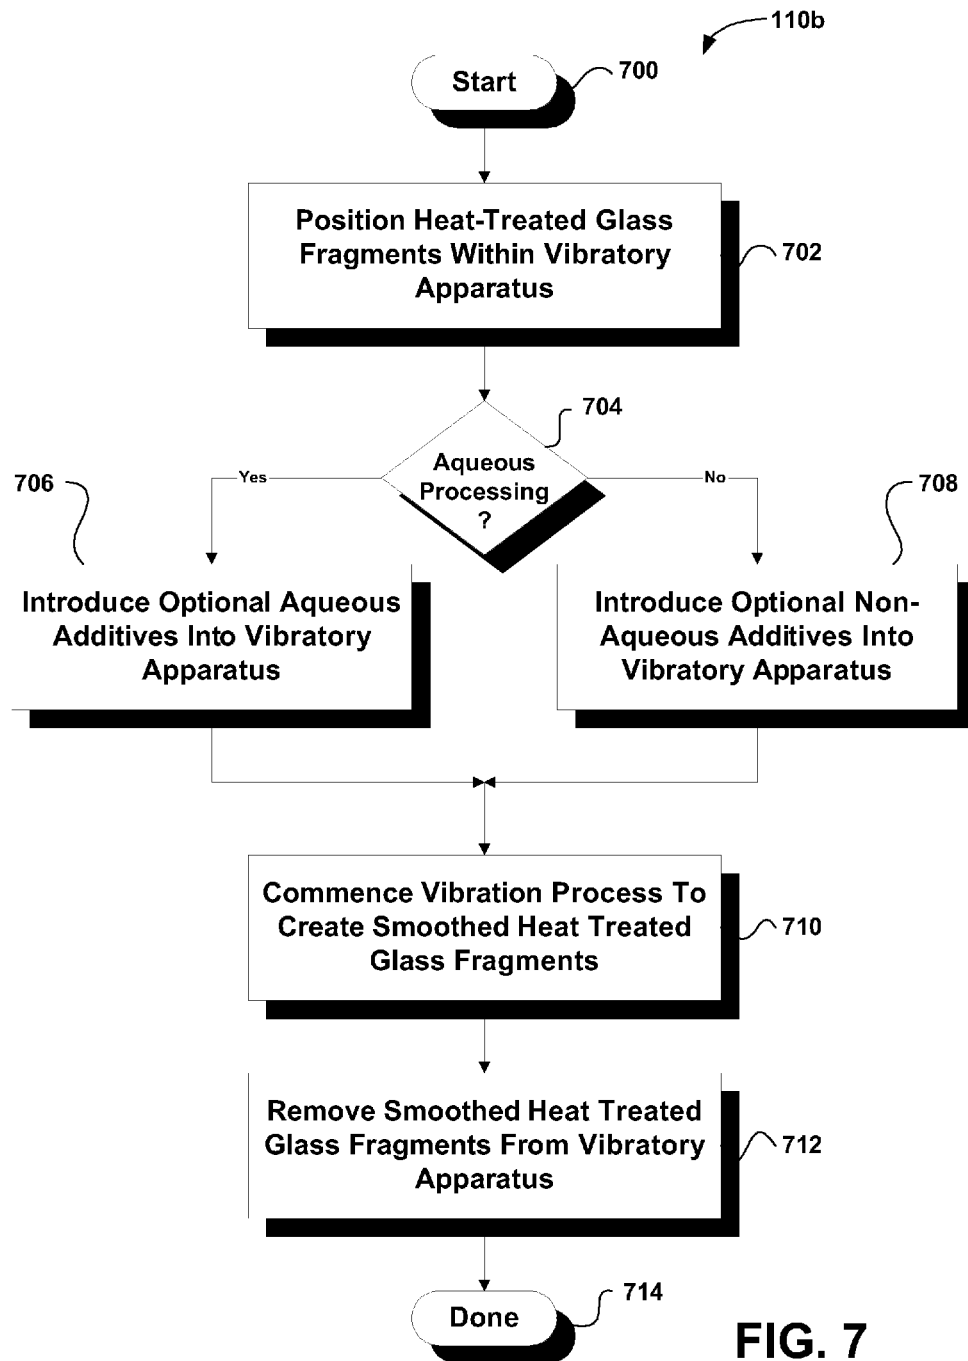 110b
Start
700
Position Heat-Treated Glass
Fragments Within Vibratory
Apparatus
702
704
Aqueous
Processing
?
Yes
No
706
708
Introduce Optional Aqueous
Additives Into Vibratory
Apparatus
Introduce Optional Non-
Aqueous Additives Into
Vibratory Apparatus
Commence Vibration Process To
Create Smoothed Heat Treated
Glass Fragments
710
Remove Smoothed Heat Treated
Glass Fragments From Vibratory
Apparatus
712
Done
714
FIG. 7